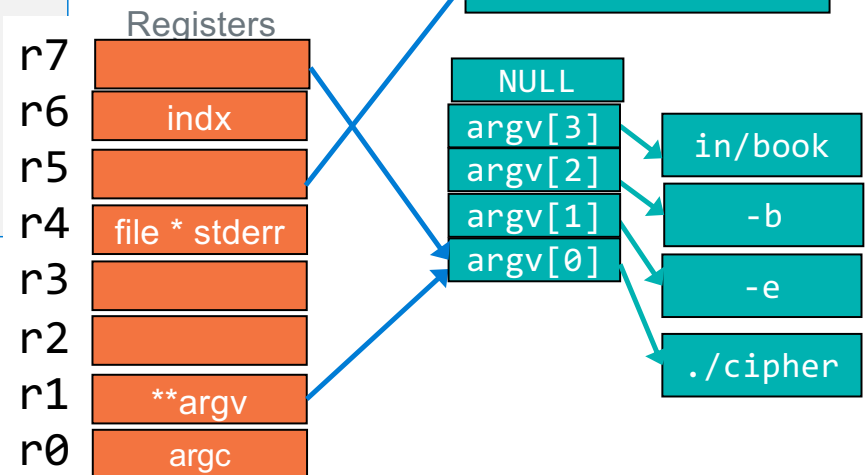 Registers
r7
r6 indx
r5
r4 file * stderr
r3
r2
r1 **argv
r0 argc
NULL
argv[3]
argv[2]
argv[1]
argv[0]
in/book
-b
-e
./cipher